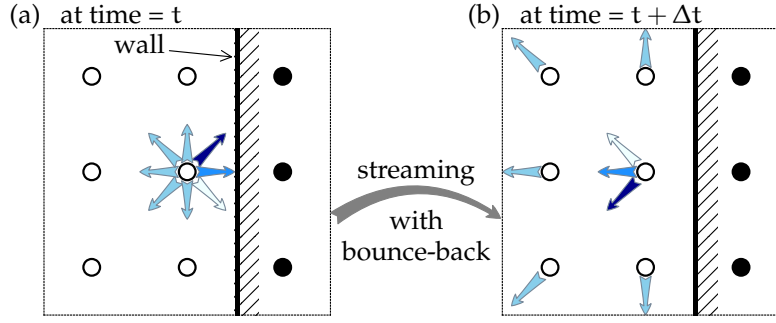 (a) at time = t
wall
streaming
with
bounce-back
(b) at time = t + Δt